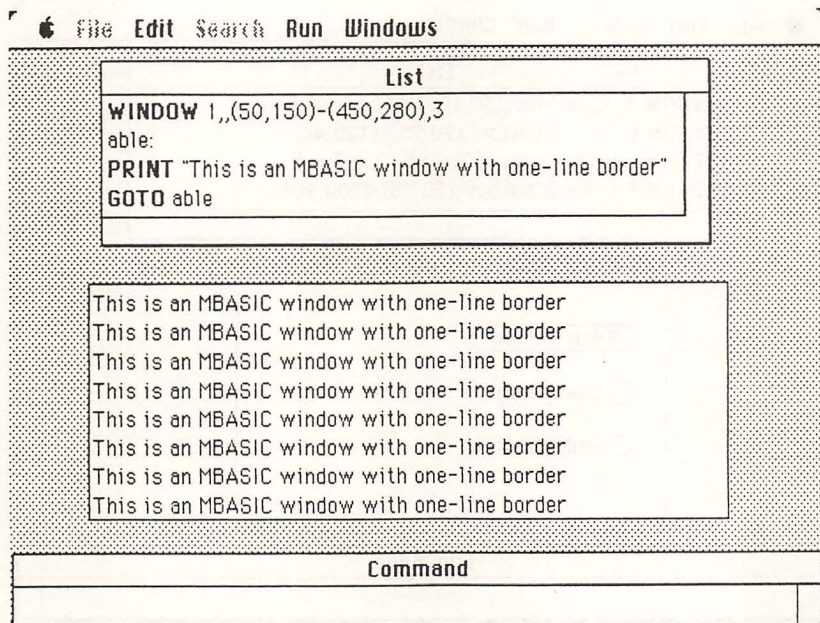 File Edit Search Run Windows
List
WINDOW 1,,(50,150)-(450,280),3
able:
PRINT "This is an MBASIC window with one-line border"
GOTO able
This is an MBASIC window with one-line border
This is an MBASIC window with one-line border
This is an MBASIC window with one-line border
This is an MBASIC window with one-line border
This is an MBASIC window with one-line border
This is an MBASIC window with one-line border
This is an MBASIC window with one-line border
This is an MBASIC window with one-line border
Command